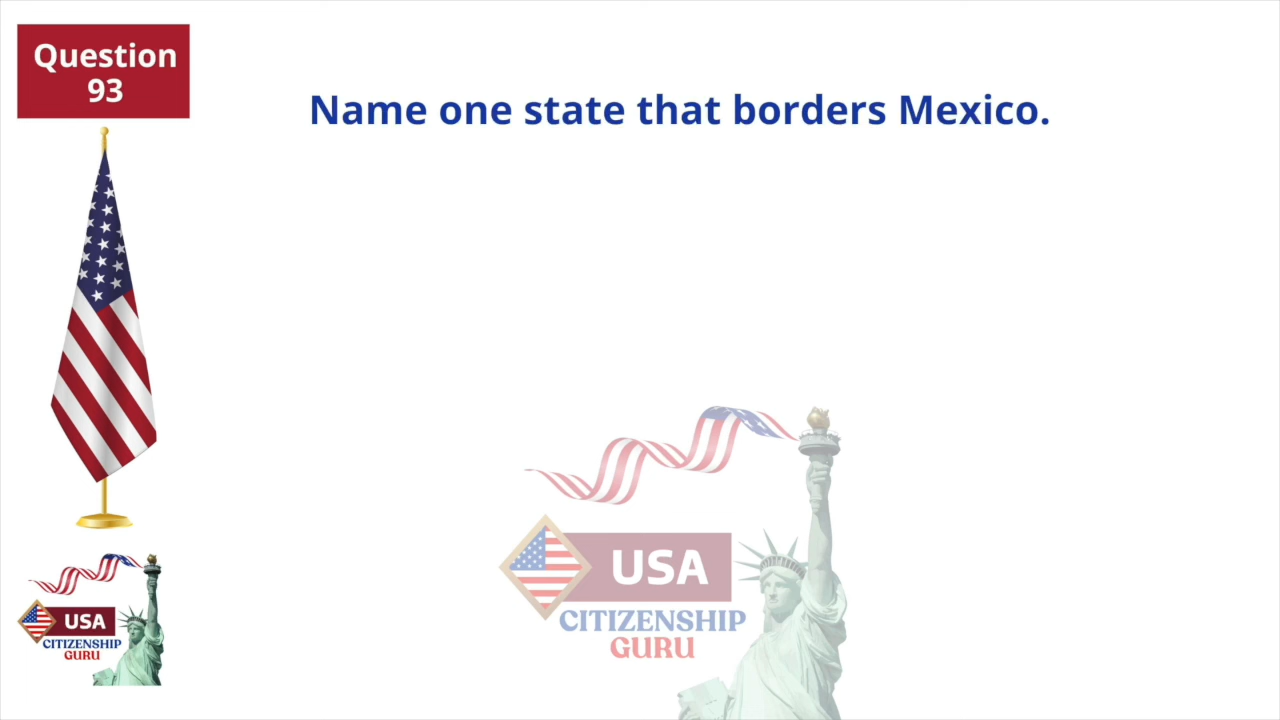 Question
93
Name one state that borders Mexico.
USA
CITIZENSHIP
GURU
USA
CITIZENSHIP
GURU